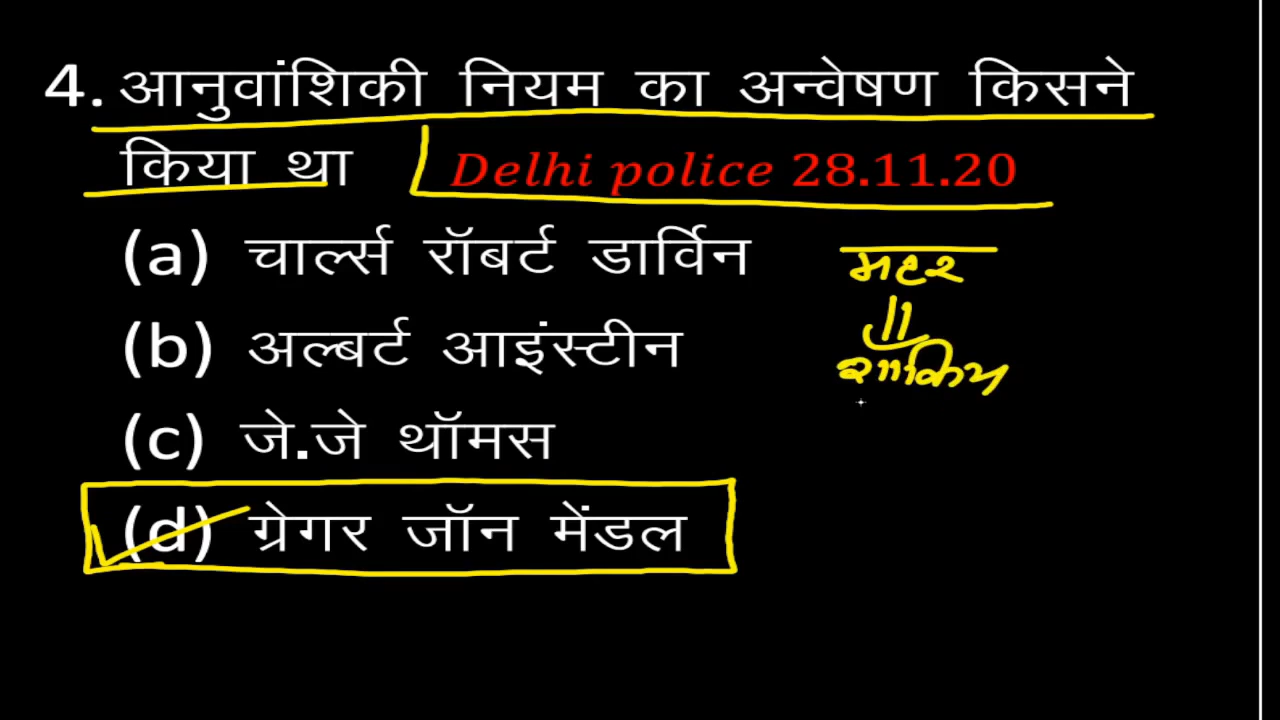 4. आनुवांशिकी नियम का अन्वेषण किसने
किया था Delhi police 28.11.20
(a) चार्ल्स रॉबर्ट डार्विन
मटर
(b) अल्बर्ट आइंस्टीन
(c) जे.जे थॉमस
(d) ग्रेगर जॉन मेंडल